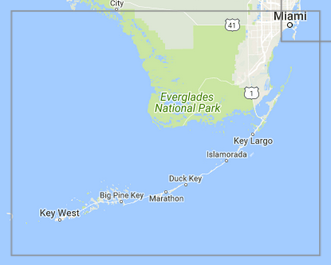 City
41
Miami
Everglades
National Park
1
Key Largo
Islamorada
Duck Key
Big Pine Key
Marathon
Key West